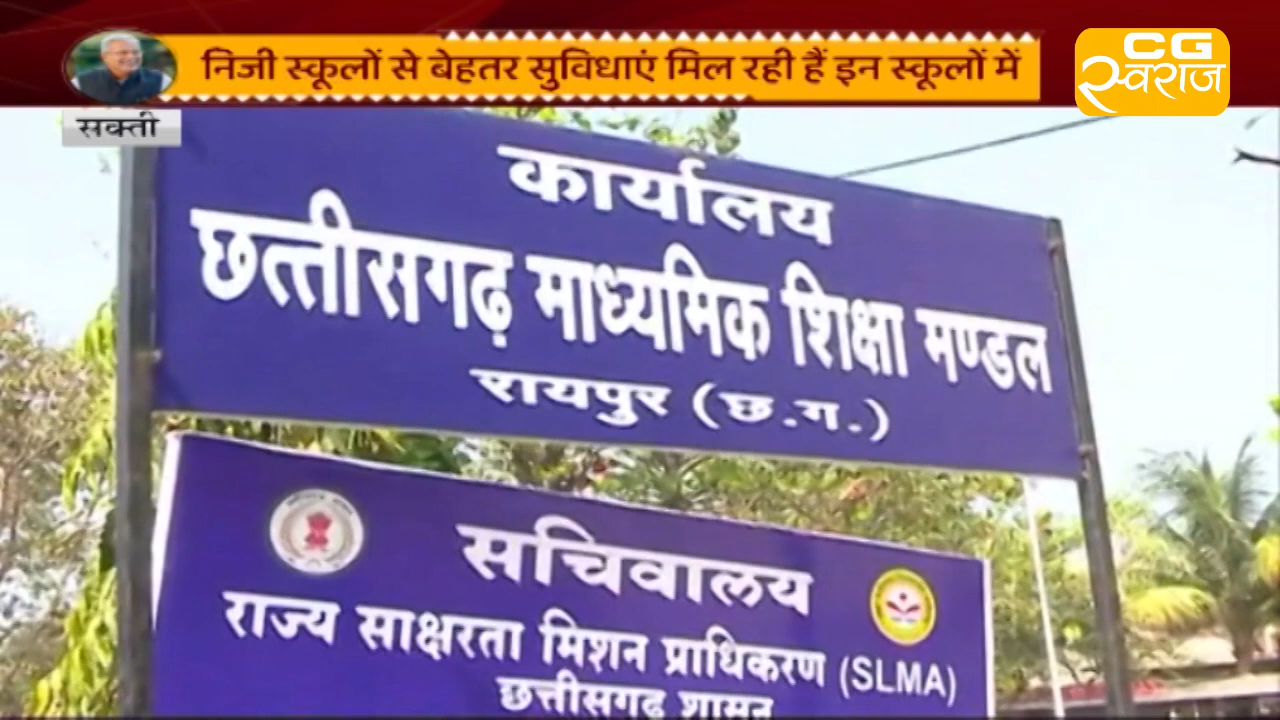 निजी स्कूलों से बेहतर सुविधाएं मिल रही हैं इन स्कूलों में
CG
स्वराज
सक्ती
कार्यालय
छत्तीसगढ़ माध्यमिक शिक्षा मण्डल
रायपुर (छ.ग.)
सचिवालय
राज्य साक्षरता मिशन प्राधिकरण (SLMA)
छत्तीसगढ़ शासन